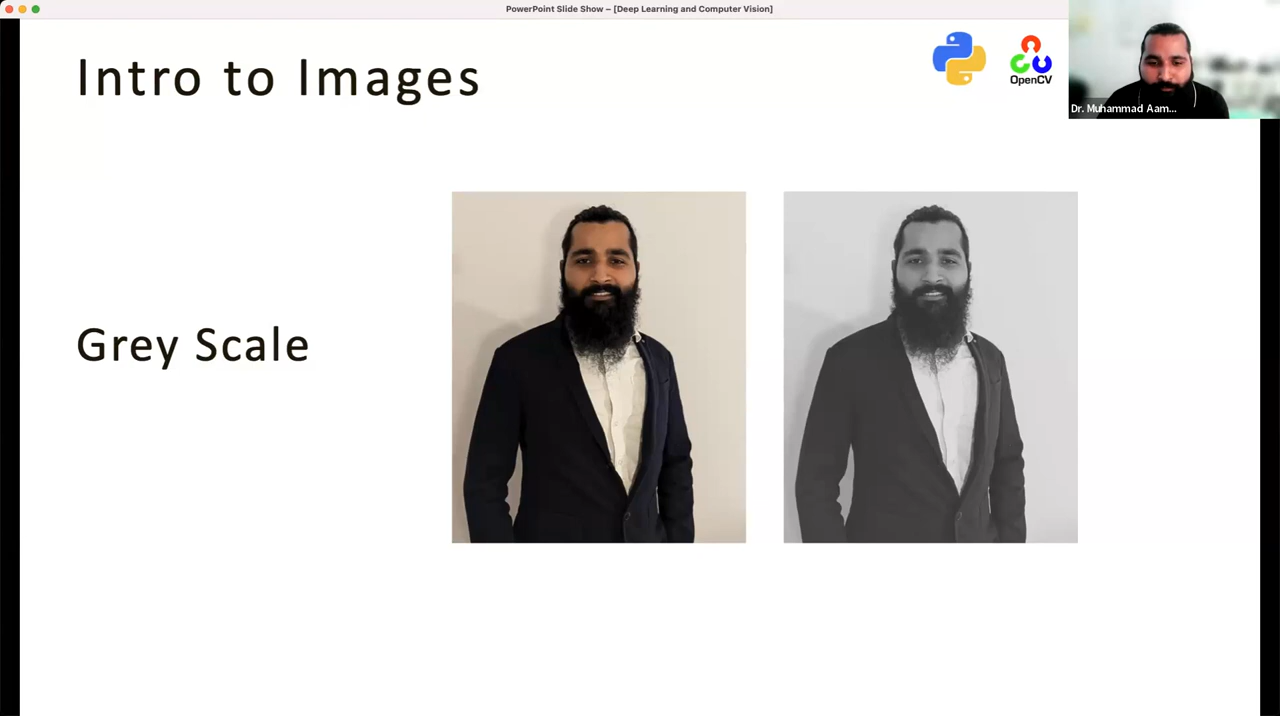 PowerPoint Slide Show – [Deep Learning and Computer Vision]
Intro to Images
OpenCV
Dr. Muhammad Aam...
Grey Scale